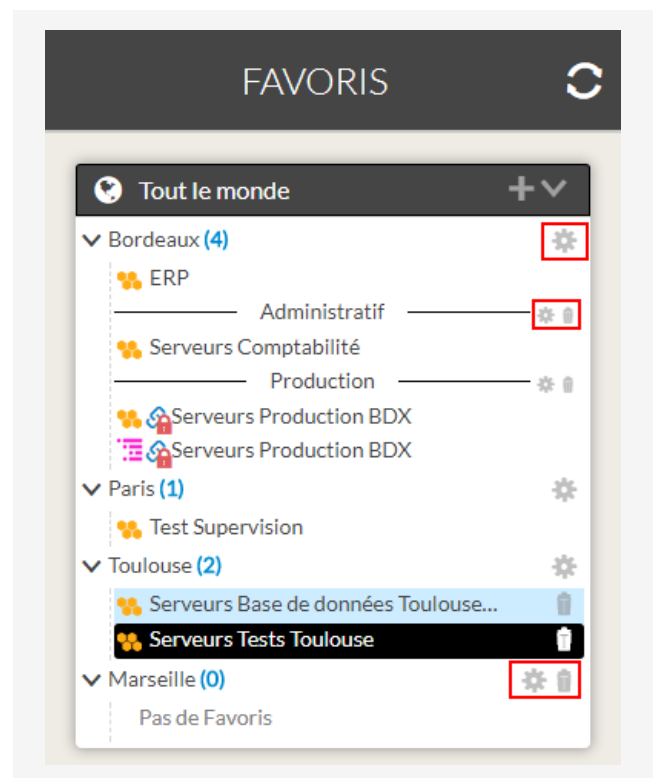 FAVORIS
Tout le monde
Bordeaux (4)
ERP
Administratif
Serveurs Comptabilité
Production
Serveurs Production BDX
Serveurs Production BDX
Paris (1)
Test Supervision
Toulouse (2)
Serveurs Base de données Toulouse...
Serveurs Tests Toulouse
Marseille (0)
Pas de Favoris